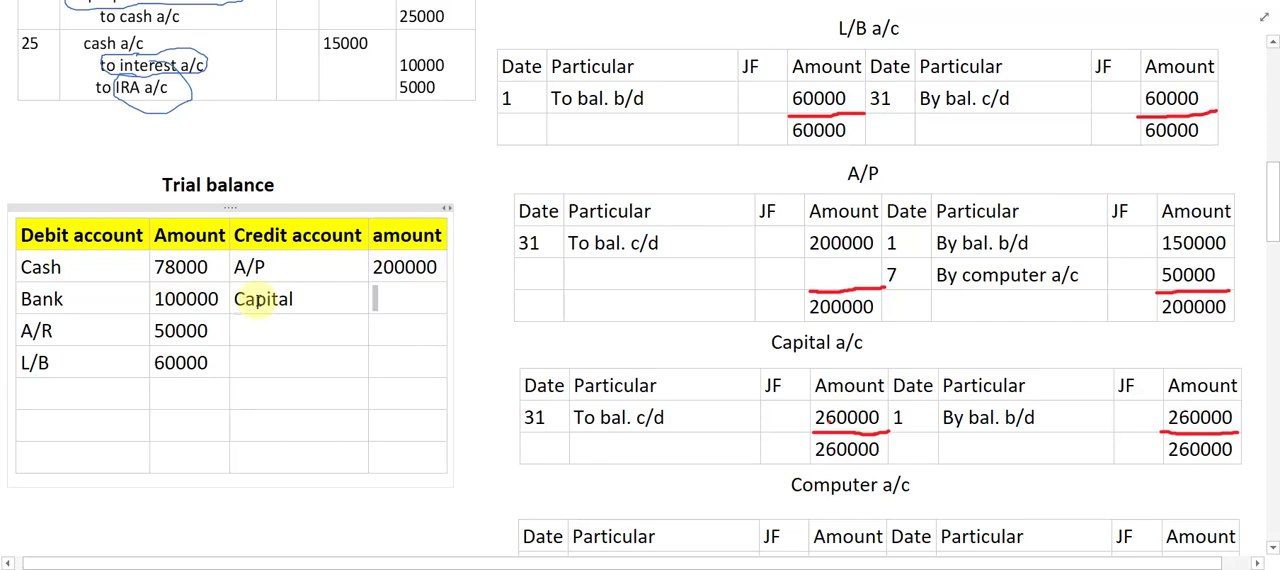 to cash a/c 25000
25 cash a/c 15000
to interest a/c 10000
to IRA a/c 5000
Trial balance
Debit account Amount Credit account amount
Cash 78000 A/P 200000
Bank 100000 Capital
A/R 50000
L/B 60000
L/B a/c
Date Particular JF Amount Date Particular JF Amount
1 To bal. b/d 60000 31 By bal. c/d 60000
60000 60000
A/P
Date Particular JF Amount Date Particular JF Amount
31 To bal. c/d 200000 1 By bal. b/d 150000
7 By computer a/c 50000
200000 200000
Capital a/c
Date Particular JF Amount Date Particular JF Amount
31 To bal. c/d 260000 1 By bal. b/d 260000
260000 260000
Computer a/c
Date Particular JF Amount Date Particular JF Amount